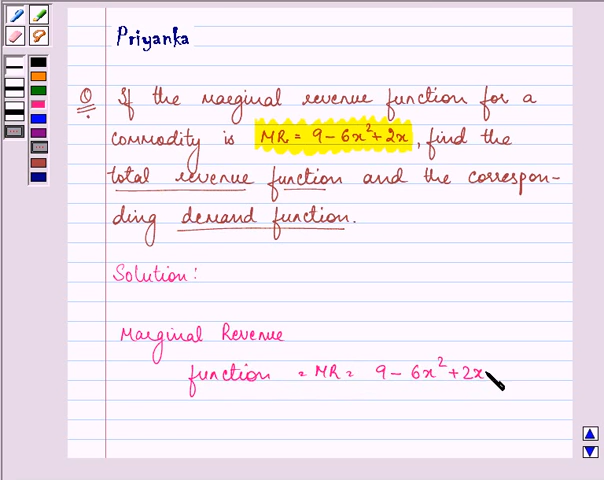 Priyanka
Q If the marginal revenue function for a
commodity is MR = 9 - 6x² + 2x, find the
total revenue function and the correspon-
ding demand function.
Solution:
Marginal Revenue
function = MR = 9 - 6x² + 2x